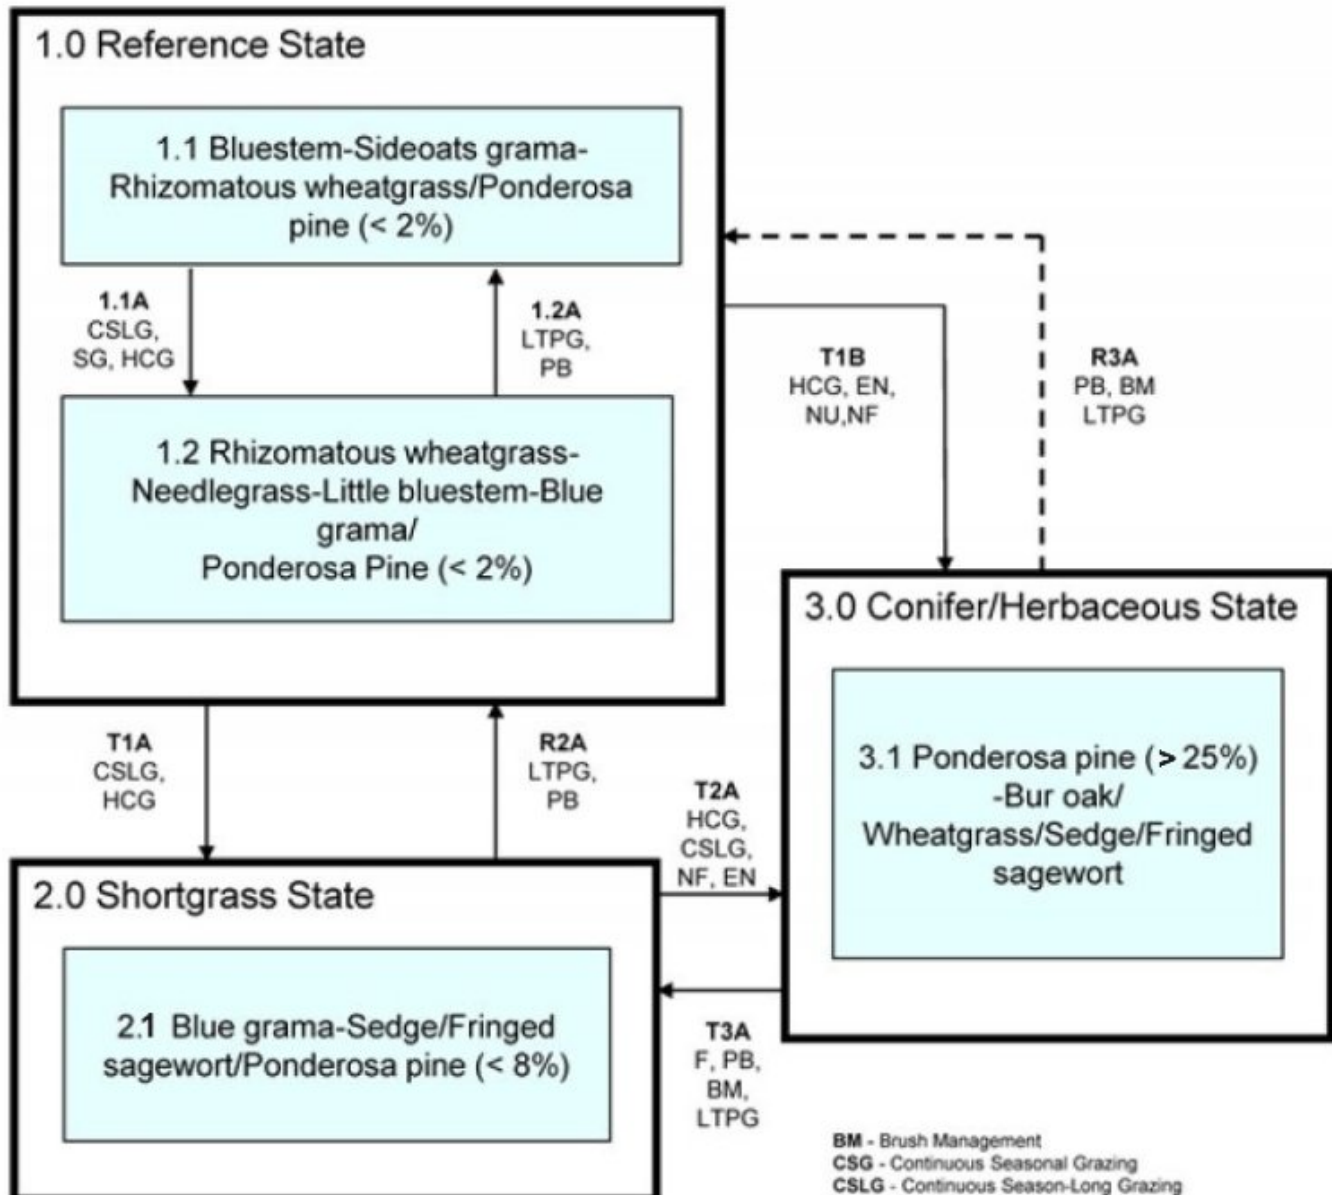 1.0 Reference State
1.1 Bluestem-Sideoats grama-
Rhizomatous wheatgrass/Ponderosa
pine (< 2%)
1.1A
CSLG,
SG, HCG
1.2A
LTPG,
PB
1.2 Rhizomatous wheatgrass-
Needlegrass-Little bluestem-Blue
grama/
Ponderosa Pine (< 2%)
T1B
HCG, EN,
NU,NF
R3A
PB, BM
LTPG
3.0 Conifer/Herbaceous State
3.1 Ponderosa pine (> 25%)
-Bur oak/
Wheatgrass/Sedge/Fringed
sagewort
T1A
CSLG,
HCG
R2A
LTPG,
PB
T2A
HCG,
CSLG,
NF, EN
2.0 Shortgrass State
2.1 Blue grama-Sedge/Fringed
sagewort/Ponderosa pine (< 8%)
T3A
F, PB,
BM,
LTPG
BM - Brush Management
CSG - Continuous Seasonal Grazing
CSLG - Continuous Season-Long Grazing